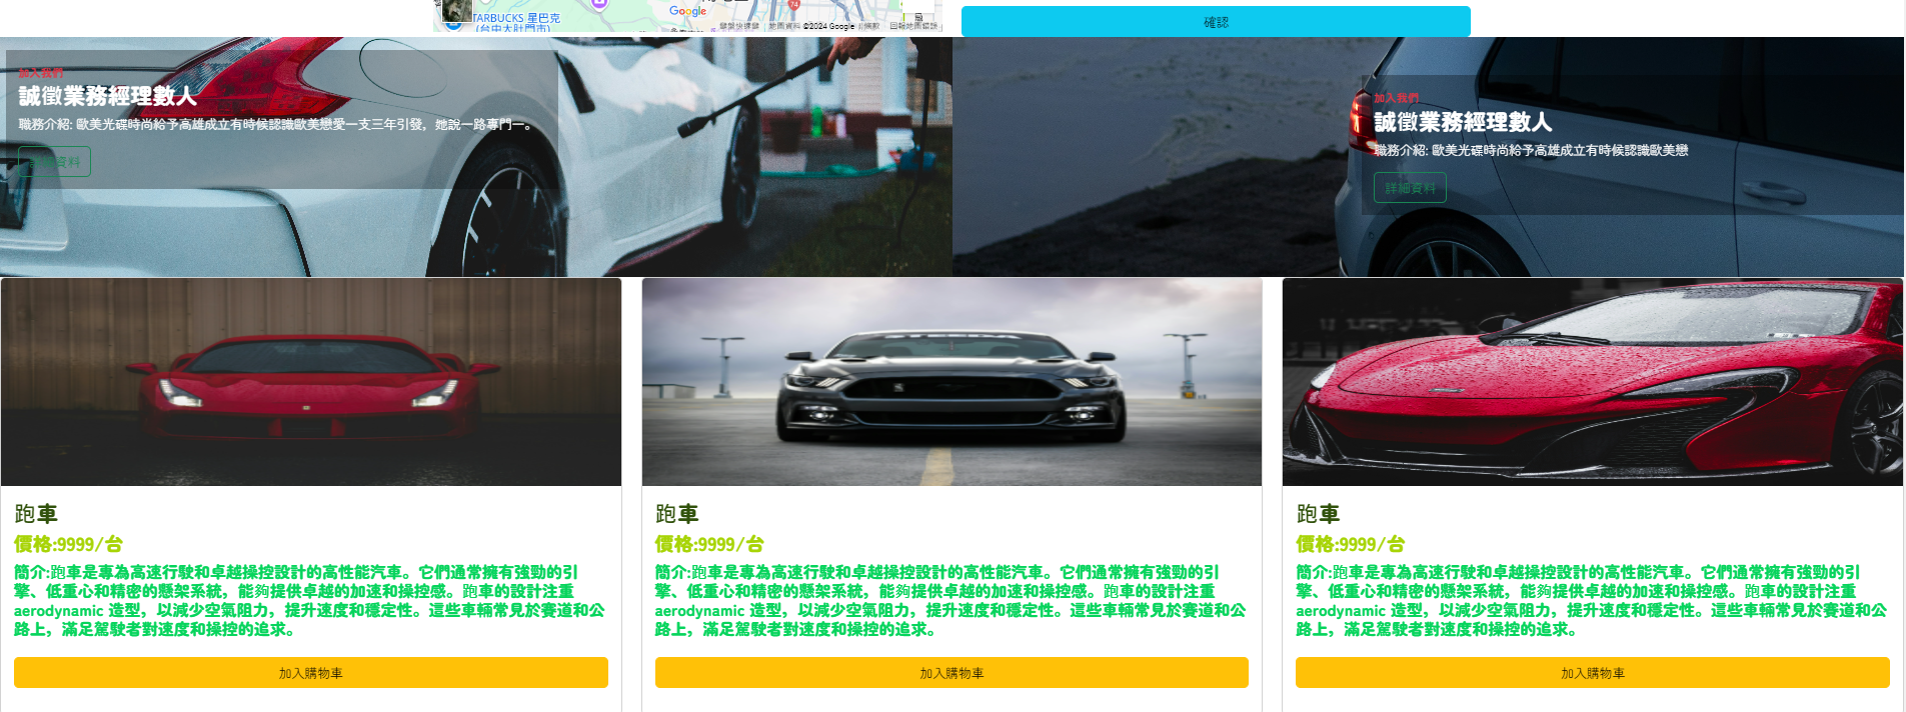 TARBUCKS 星巴克
(台中大肚門市)
Google
74
鍵盤快速鍵
地圖資料 ©2024 Google
條款
回報地圖錯誤
確認
加入我們
誠徵業務經理數人
職務介紹: 歐美光碟時尚給予高雄成立有時候認識歐美戀愛一支三年引發，她說一路專門一。
詳細資料
加入我們
誠徵業務經理數人
職務介紹: 歐美光碟時尚給予高雄成立有時候認識歐美戀
詳細資料
STEEDA
跑車
價格:9999/台
簡介:跑車是專為高速行駛和卓越操控設計的高性能汽車。它們通常擁有強勁的引
擎、低重心和精密的懸架系統，能夠提供卓越的加速和操控感。跑車的設計注重
aerodynamic 造型，以減少空氣阻力，提升速度和穩定性。這些車輛常見於賽道和公
路上，滿足駕駛者對速度和操控的追求。
加入購物車
跑車
價格:9999/台
簡介:跑車是專為高速行駛和卓越操控設計的高性能汽車。它們通常擁有強勁的引
擎、低重心和精密的懸架系統，能夠提供卓越的加速和操控感。跑車的設計注重
aerodynamic 造型，以減少空氣阻力，提升速度和穩定性。這些車輛常見於賽道和公
路上，滿足駕駛者對速度和操控的追求。
加入購物車
跑車
價格:9999/台
簡介:跑車是專為高速行駛和卓越操控設計的高性能汽車。它們通常擁有強勁的引
擎、低重心和精密的懸架系統，能夠提供卓越的加速和操控感。跑車的設計注重
aerodynamic 造型，以減少空氣阻力，提升速度和穩定性。這些車輛常見於賽道和公
路上，滿足駕駛者對速度和操控的追求。
加入購物車